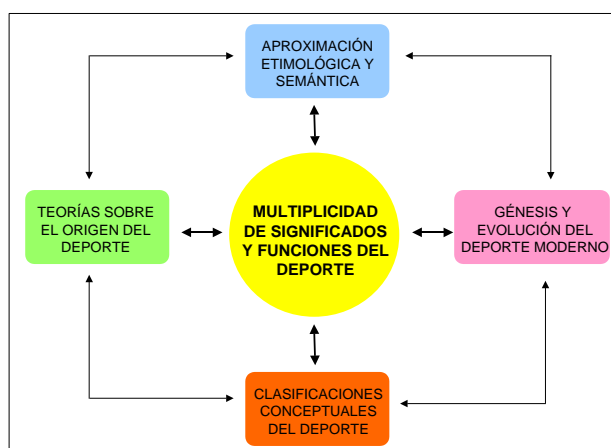 APROXIMACIÓN
ETIMOLÓGICA Y
SEMÁNTICA
TEORÍAS SOBRE
EL ORIGEN DEL
DEPORTE
MULTIPLICIDAD
DE SIGNIFICADOS
Y FUNCIONES DEL
DEPORTE
GÉNESIS Y
EVOLUCIÓN DEL
DEPORTE MODERNO
CLASIFICACIONES
CONCEPTUALES
DEL DEPORTE